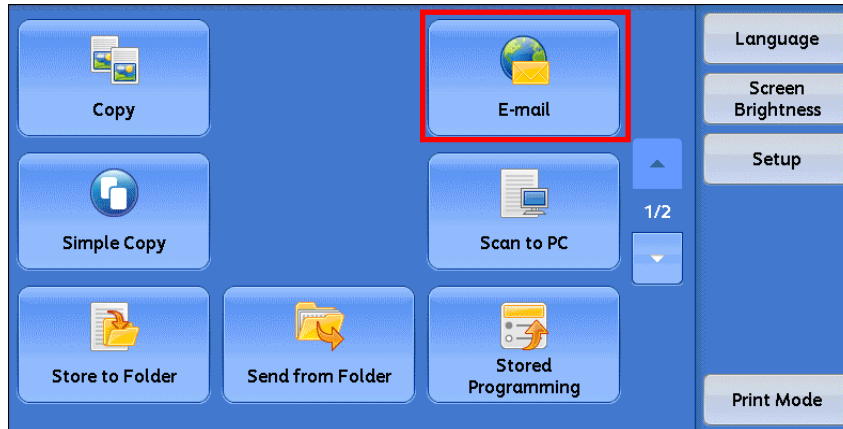 Copy
E-mail
Language
Screen
Brightness
Setup
Simple Copy
Scan to PC
1/2
Store to Folder
Send from Folder
Stored
Programming
Print Mode